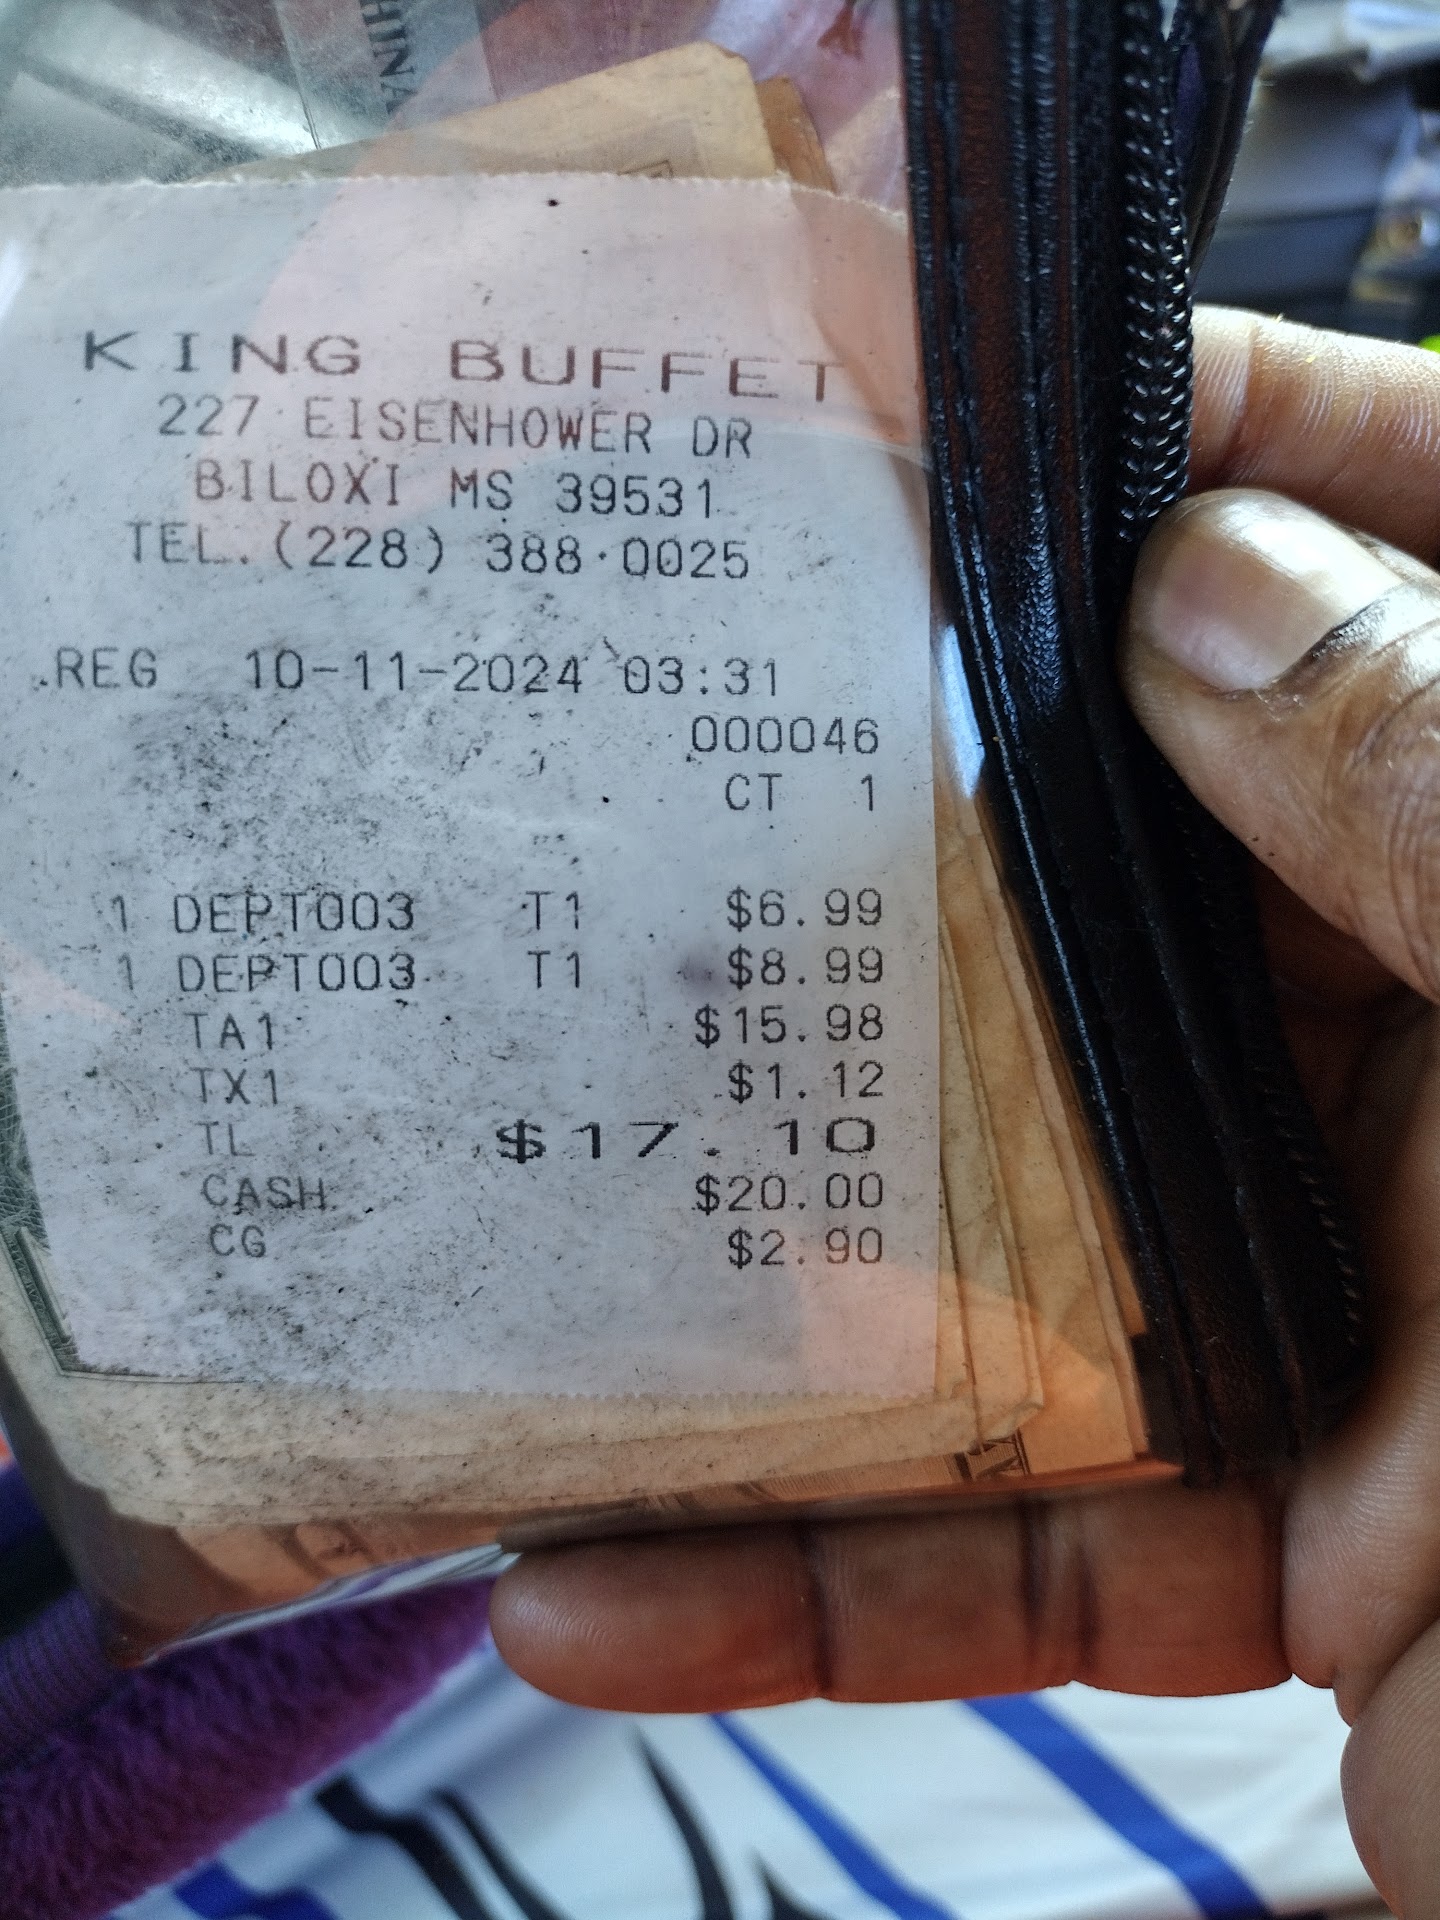 KING BUFFET
227 EISENHOWER DR
BILOXI MS 39531
TEL.(228) 388-0025
REG 10-11-2024 03:31
000046
CT 1
1 DEPT003 T1 $6.99
1 DEPT003 T1 $8.99
TA1 $15.98
TX1 $1.12
TL $17.10
CASH $20.00
CG $2.90